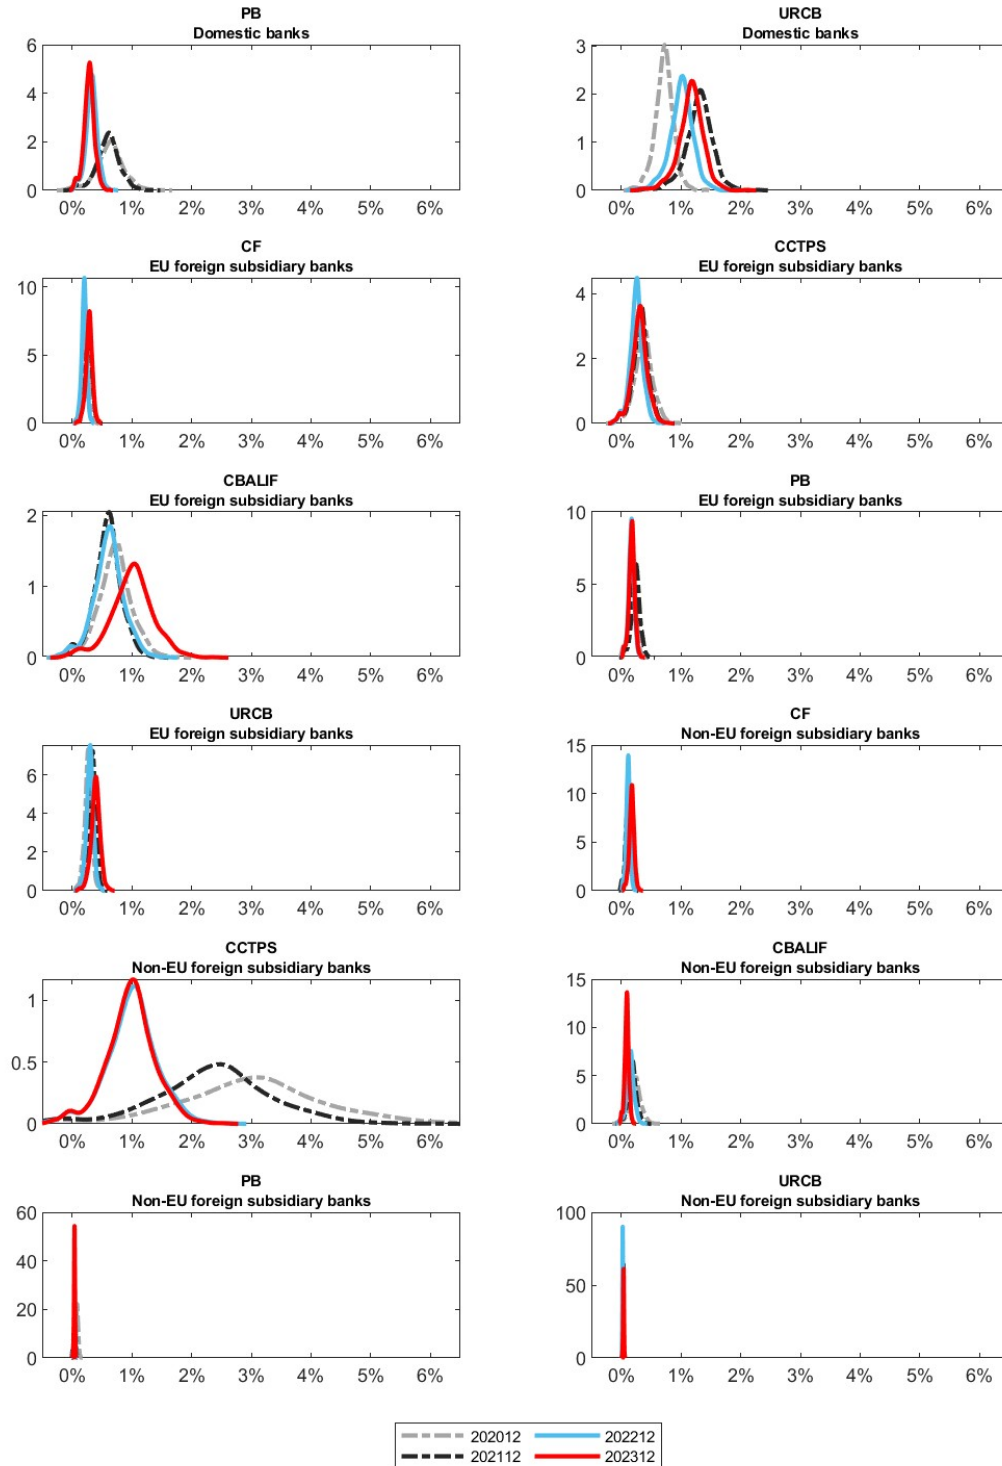 PB
Domestic banks
6
4
2
0
0% 1% 2% 3% 4% 5% 6%
URCB
Domestic banks
3
2
1
0
0% 1% 2% 3% 4% 5% 6%
CF
EU foreign subsidiary banks
10
5
0
0% 1% 2% 3% 4% 5% 6%
CCTPS
EU foreign subsidiary banks
4
2
0
0% 1% 2% 3% 4% 5% 6%
CBALIF
EU foreign subsidiary banks
2
1
0
0% 1% 2% 3% 4% 5% 6%
PB
EU foreign subsidiary banks
10
5
0
0% 1% 2% 3% 4% 5% 6%
URCB
EU foreign subsidiary banks
6
4
2
0
0% 1% 2% 3% 4% 5% 6%
CF
Non-EU foreign subsidiary banks
15
10
5
0
0% 1% 2% 3% 4% 5% 6%
CCTPS
Non-EU foreign subsidiary banks
1
0.5
0
0% 1% 2% 3% 4% 5% 6%
CBALIF
Non-EU foreign subsidiary banks
15
10
5
0
0% 1% 2% 3% 4% 5% 6%
PB
Non-EU foreign subsidiary banks
60
40
20
0
0% 1% 2% 3% 4% 5% 6%
URCB
Non-EU foreign subsidiary banks
100
50
0
0% 1% 2% 3% 4% 5% 6%
202012
202112
202212
202312